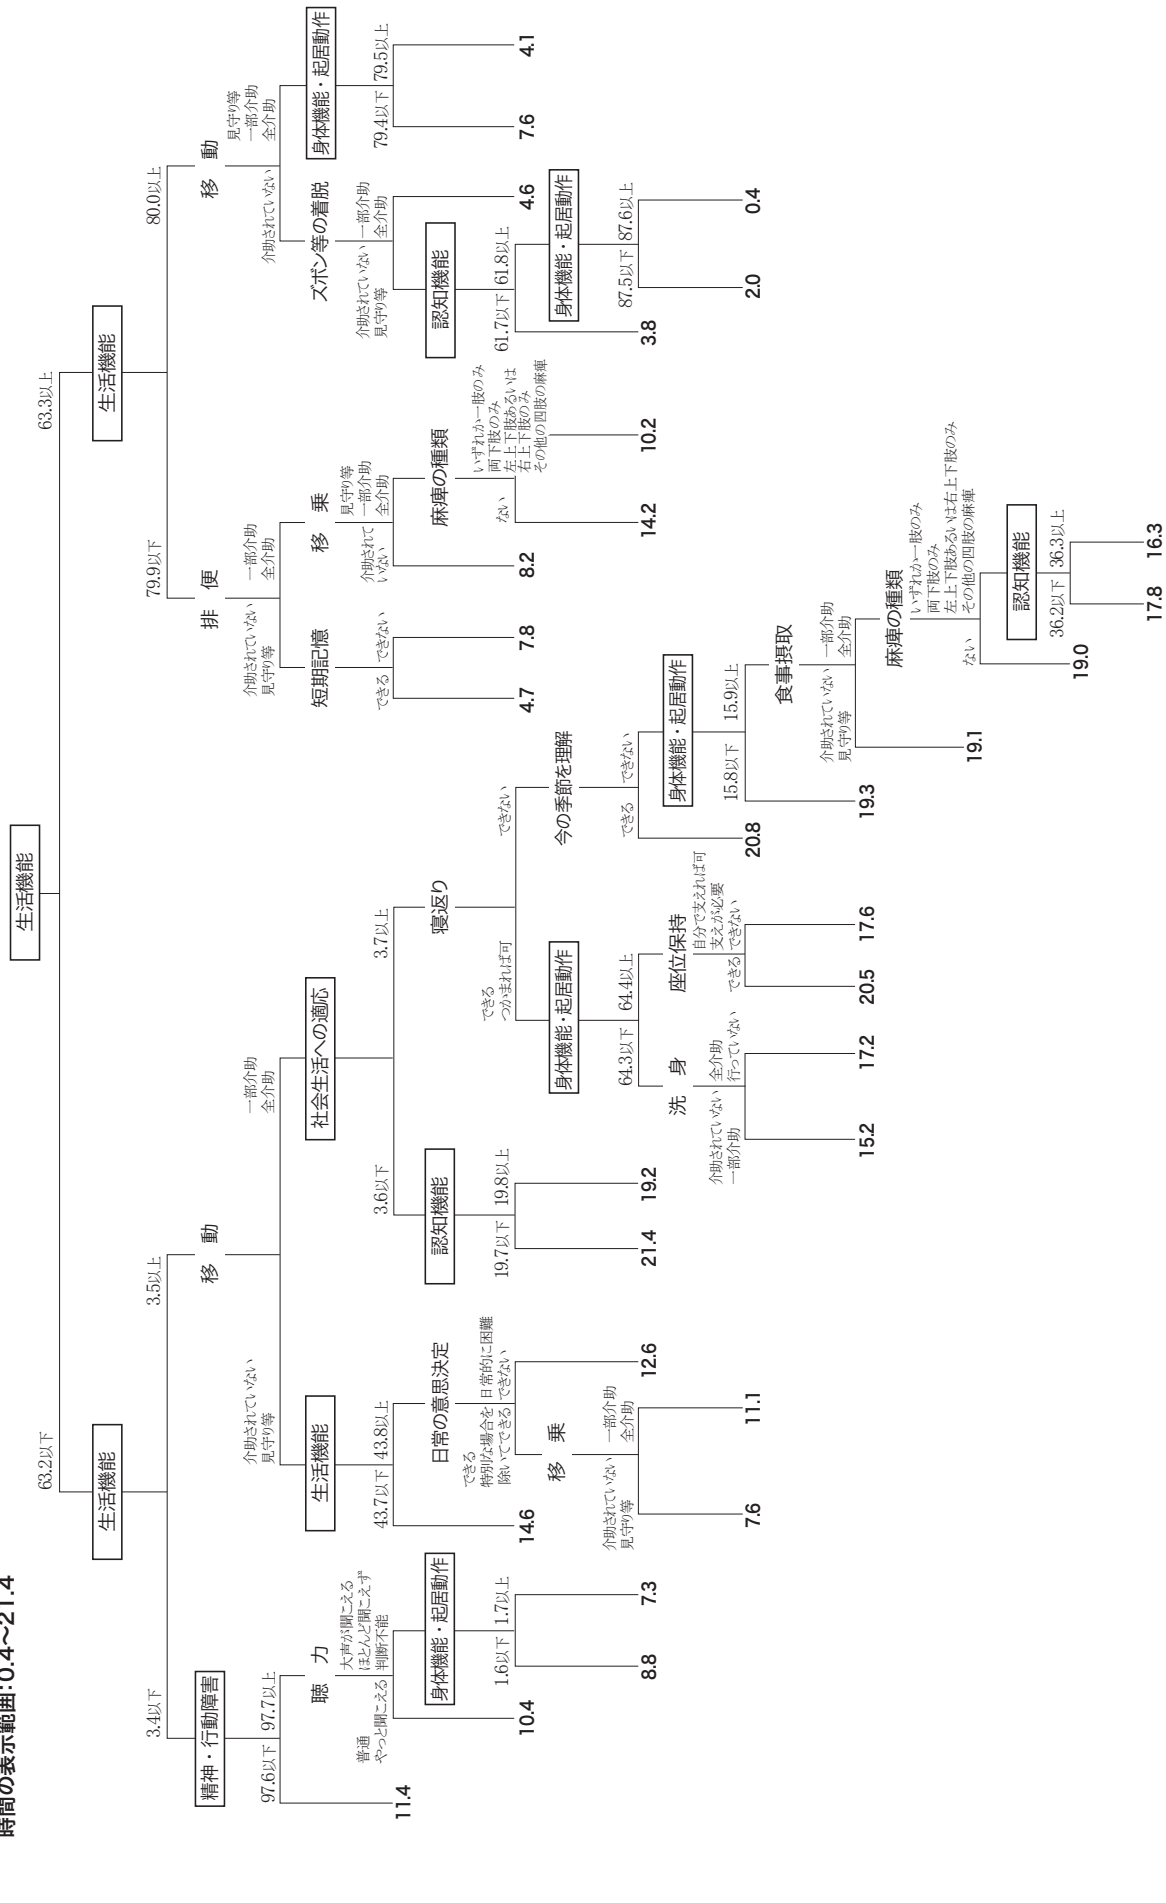 時間の表示範囲:0.4〜21.4
生活機能
63.2以下
63.3以上
生活機能
3.4以下
3.5以上
精神・行動障害
97.6以下
97.7以上
11.4
聴 力
普通
やっと聞こえる
大声が聞こえる
ほとんど聞こえず
判断不能
10.4
身体機能・起居動作
1.6以下
1.7以上
8.8
7.3
移 動
介助されていない
見守り等
一部介助
全介助
生活機能
43.7以下
43.8以上
14.6
日常の意思決定
できる
特別な場合を
除いてできる
日常的に困難
できない
移 乗
12.6
介助されていない
見守り等
一部介助
全介助
7.6
11.1
社会生活への適応
3.6以下
3.7以上
認知機能
19.7以下
19.8以上
21.4
19.2
寝返り
できる
つかまれば可
できない
身体機能・起居動作
64.3以下
64.4以上
洗 身
介助されていない
一部介助
全介助
行っていない
15.2
17.2
座位保持
できる
自分で支えれば可
支えが必要
できない
20.5
17.6
今の季節を理解
できる
できない
20.8
身体機能・起居動作
15.8以下
15.9以上
19.3
食事摂取
介助されていない
見守り等
一部介助
全介助
19.1
麻痺の種類
ない
いずれか一肢のみ
両下肢のみ
左上下肢あるいは右上下肢のみ
その他の四肢の麻痺
19.0
認知機能
36.2以下
36.3以上
17.8
16.3
生活機能
79.9以下
80.0以上
排 便
介助されていない
見守り等
一部介助
全介助
短期記憶
できる
できない
4.7
7.8
移 乗
介助されて
いない
見守り等
一部介助
全介助
8.2
麻痺の種類
ない
いずれか一肢のみ
両下肢のみ
左上下肢あるいは
右上下肢のみ
その他の四肢の麻痺
14.2
10.2
移 動
介助されていない
見守り等
一部介助
全介助
ズボン等の着脱
介助されていない
見守り等
一部介助
全介助
認知機能
4.6
61.7以下
61.8以上
3.8
身体機能・起居動作
87.5以下
87.6以上
2.0
0.4
身体機能・起居動作
79.4以下
79.5以上
7.6
4.1